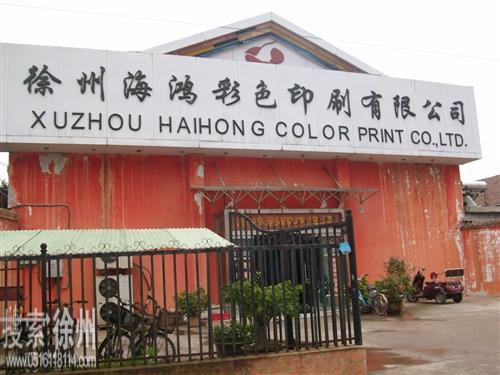 徐州海鸿彩色印刷有限公司
XUZHOU HAIHONG COLOR PRINT CO.,LTD.
搜索徐州
www.0516118114.com